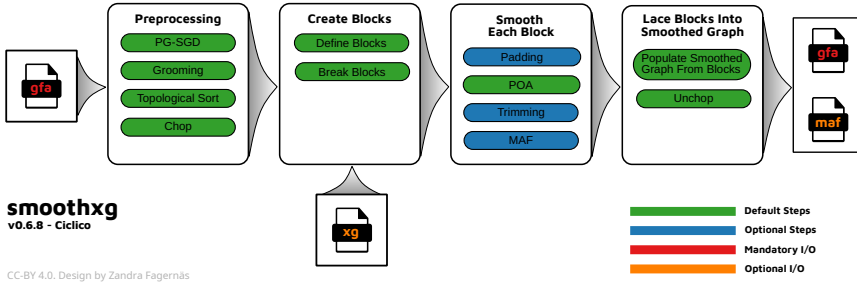 Preprocessing
PG-SGD
Grooming
Topological Sort
Chop
Create Blocks
Define Blocks
Break Blocks
Smooth
Each Block
Padding
POA
Trimming
MAF
Lace Blocks Into
Smoothed Graph
Populate Smoothed
Graph From Blocks
Unchop
gfa
gfa
maf
xg
smoothxg
v0.6.8 - Ciclico
Default Steps
Optional Steps
Mandatory I/O
Optional I/O
CC-BY 4.0. Design by Zandra Fagernäs